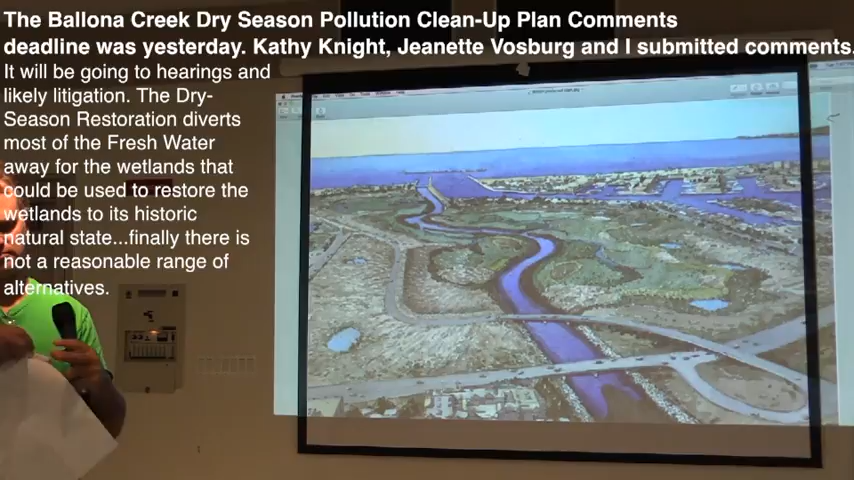 The Ballona Creek Dry Season Pollution Clean-Up Plan Comments
deadline was yesterday. Kathy Knight, Jeanette Vosburg and I submitted comments.
It will be going to hearings and
likely litigation. The Dry-
Season Restoration diverts
most of the Fresh Water
away for the wetlands that
could be used to restore the
wetlands to its historic
natural state...finally there is
not a reasonable range of
alternatives.